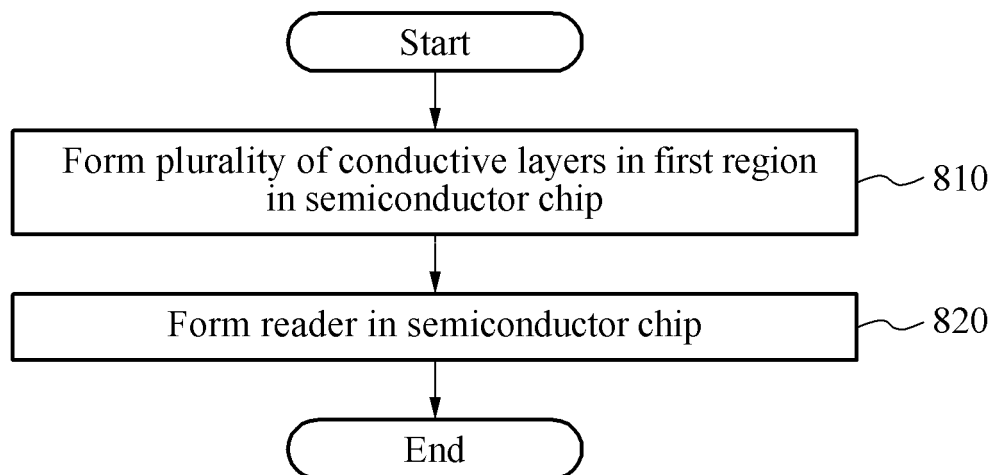 Start
Form plurality of conductive layers in first region
in semiconductor chip
810
Form reader in semiconductor chip
820
End